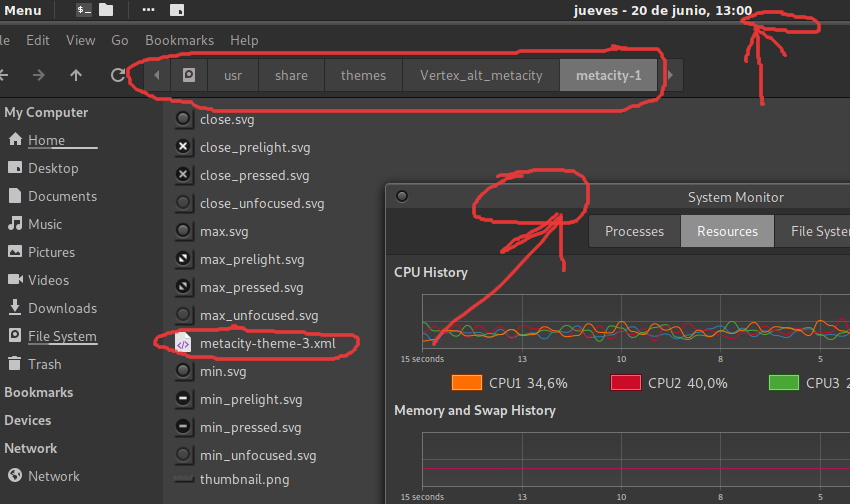 Menu
jueves - 20 de junio, 13:00
Edit View Go Bookmarks Help
usr share themes Vertex_alt_metacity metacity-1
My Computer
Home
Desktop
Documents
Music
Pictures
Videos
Downloads
File System
Trash
Bookmarks
Devices
Network
Network
close.svg
close_prelight.svg
close_pressed.svg
close_unfocused.svg
max.svg
max_prelight.svg
max_pressed.svg
max_unfocused.svg
metacity-theme-3.xml
min.svg
min_prelight.svg
min_pressed.svg
min_unfocused.svg
thumbnail.png
System Monitor
Processes Resources File System
CPU History
15 seconds 13 10 8 5
CPU1 34,6% CPU2 40,0% CPU3
Memory and Swap History
15 seconds 13 10 8 5